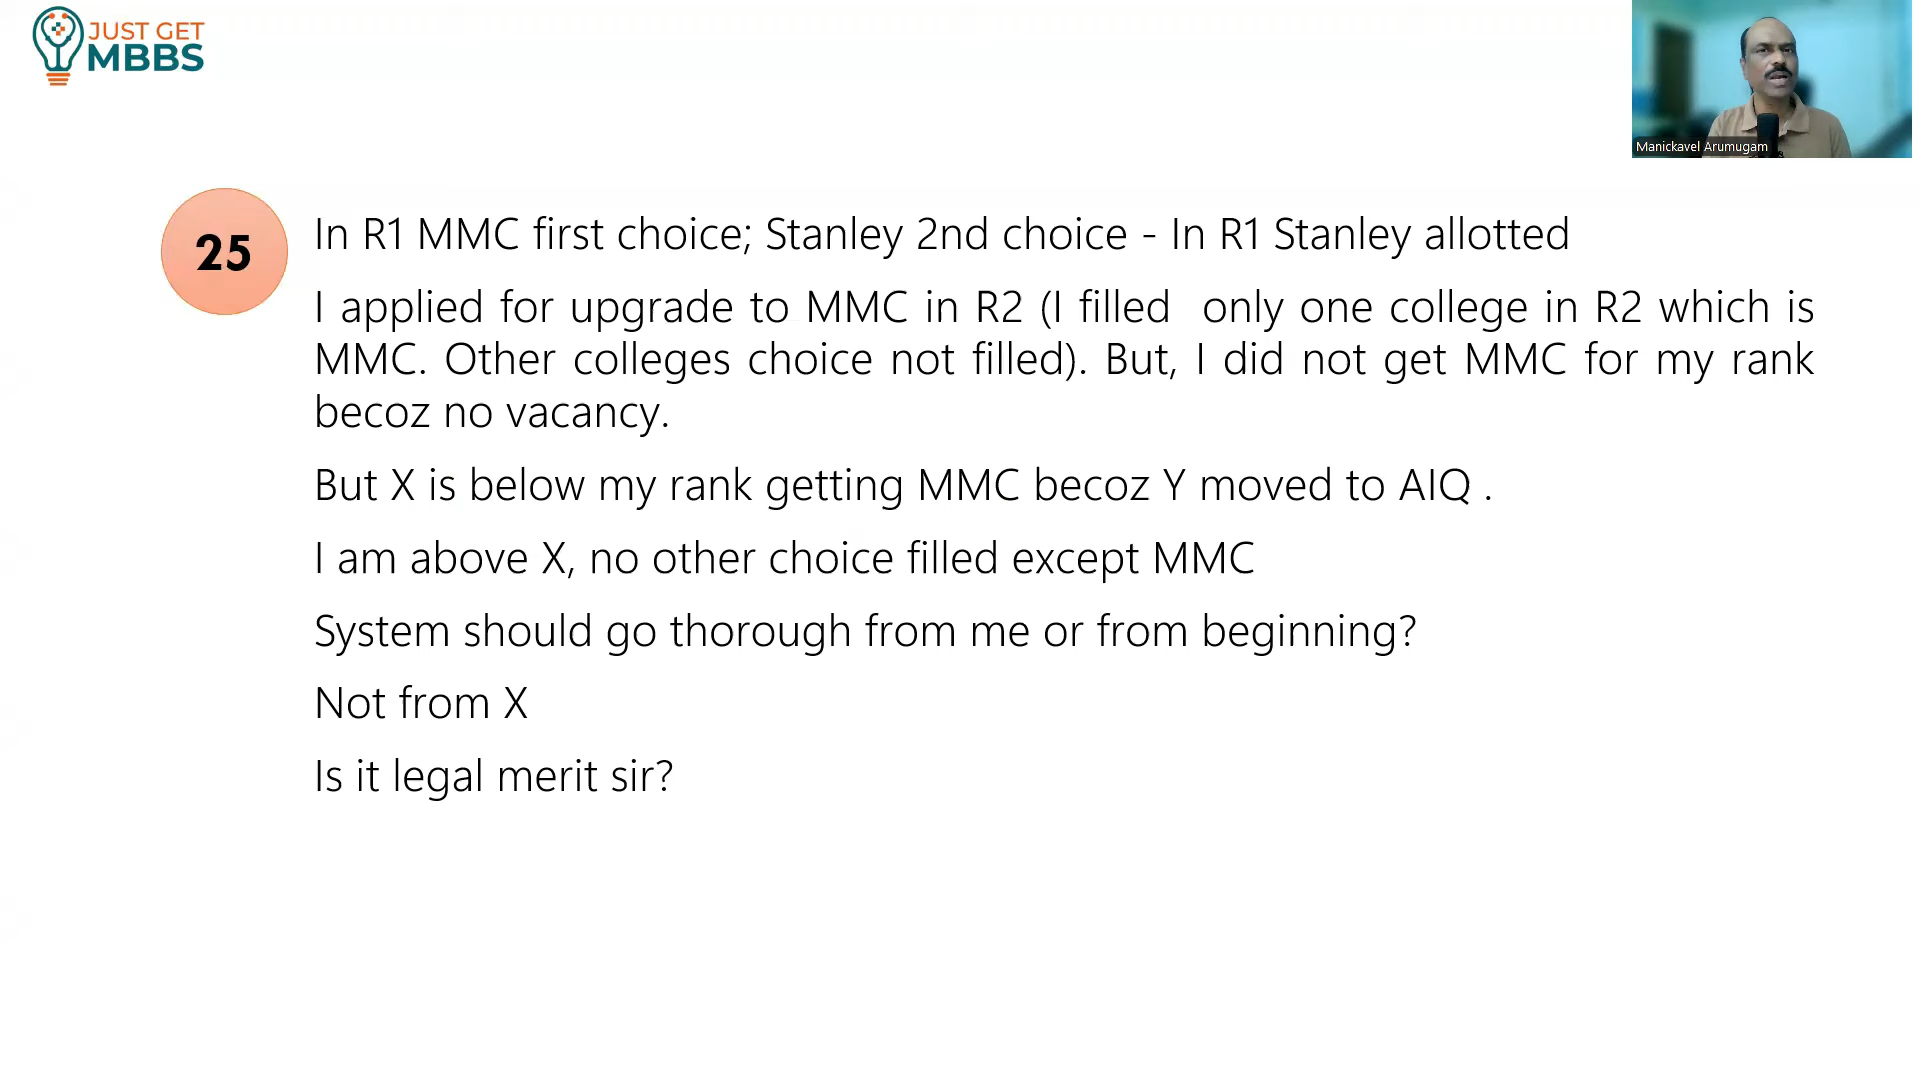 JUST GET
MBBS
Manickavel Arumugam
25
In R1 MMC first choice; Stanley 2nd choice - In R1 Stanley allotted
I applied for upgrade to MMC in R2 (I filled only one college in R2 which is
MMC. Other colleges choice not filled). But, I did not get MMC for my rank
becoz no vacancy.
But X is below my rank getting MMC becoz Y moved to AIQ .
I am above X, no other choice filled except MMC
System should go thorough from me or from beginning?
Not from X
Is it legal merit sir?